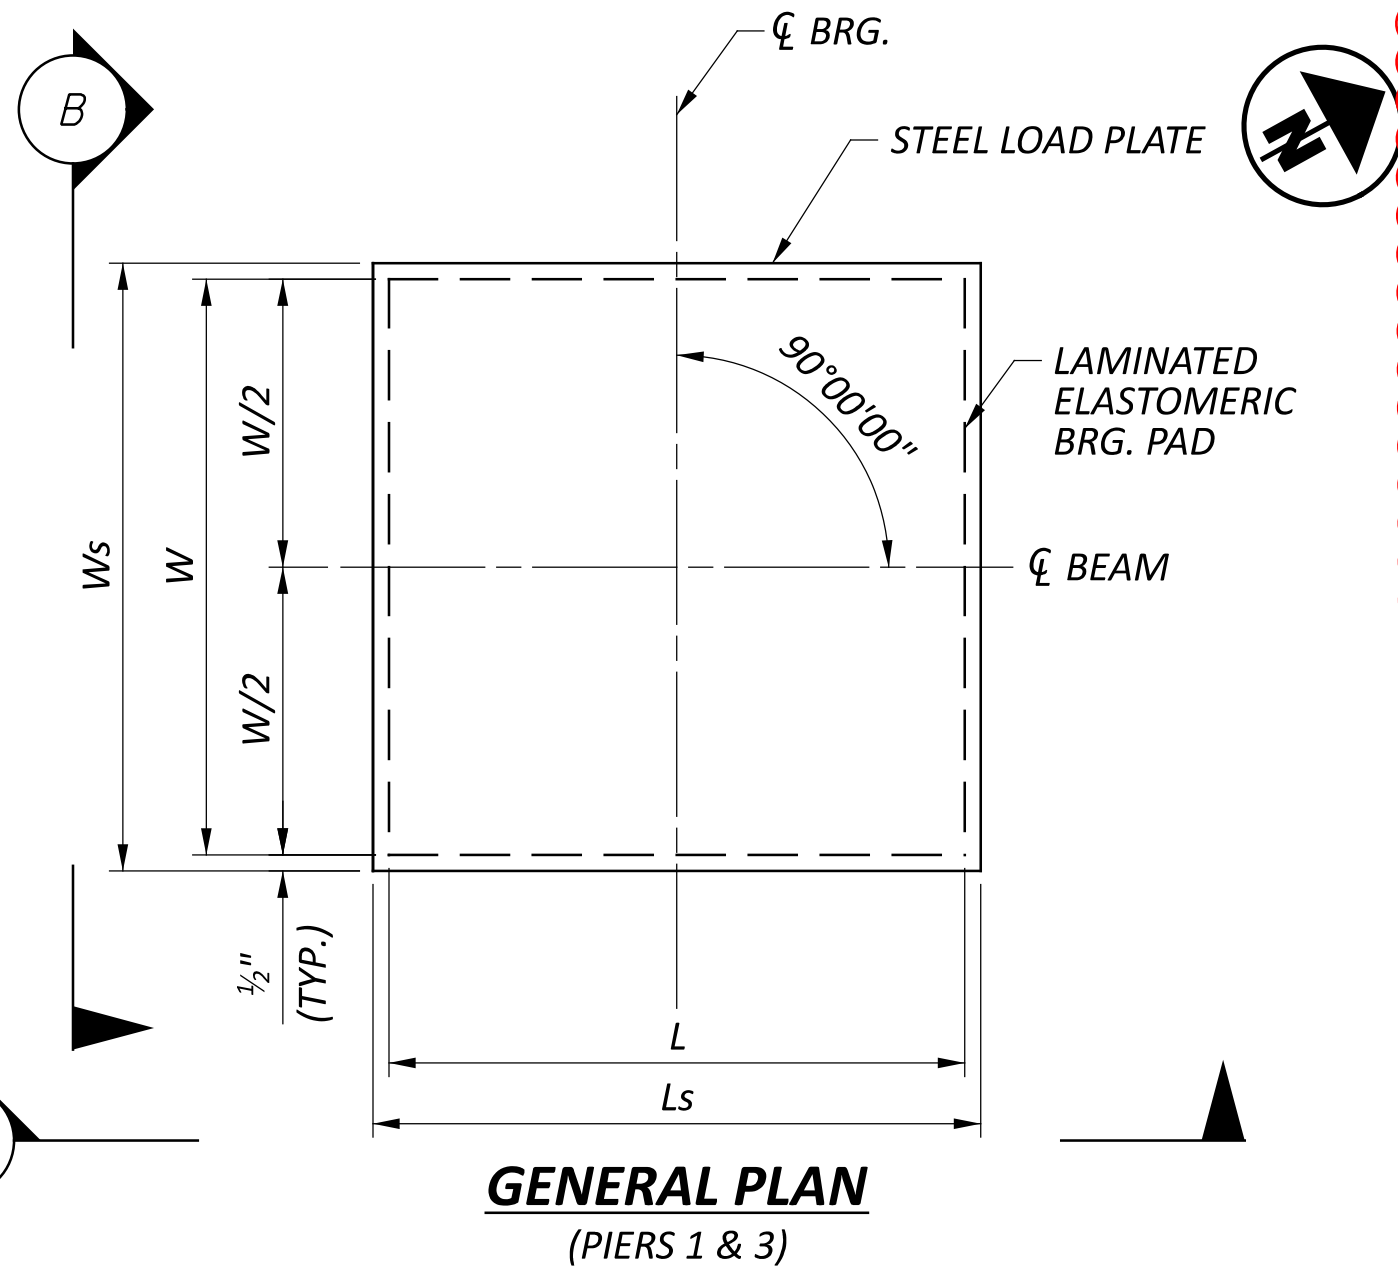 ℄ BRG.
B
STEEL LOAD PLATE
N
90°00'00"
LAMINATED
ELASTOMERIC
BRG. PAD
W/2
Ws
W
℄ BEAM
W/2
½"
(TYP.)
L
Ls
GENERAL PLAN
(PIERS 1 & 3)